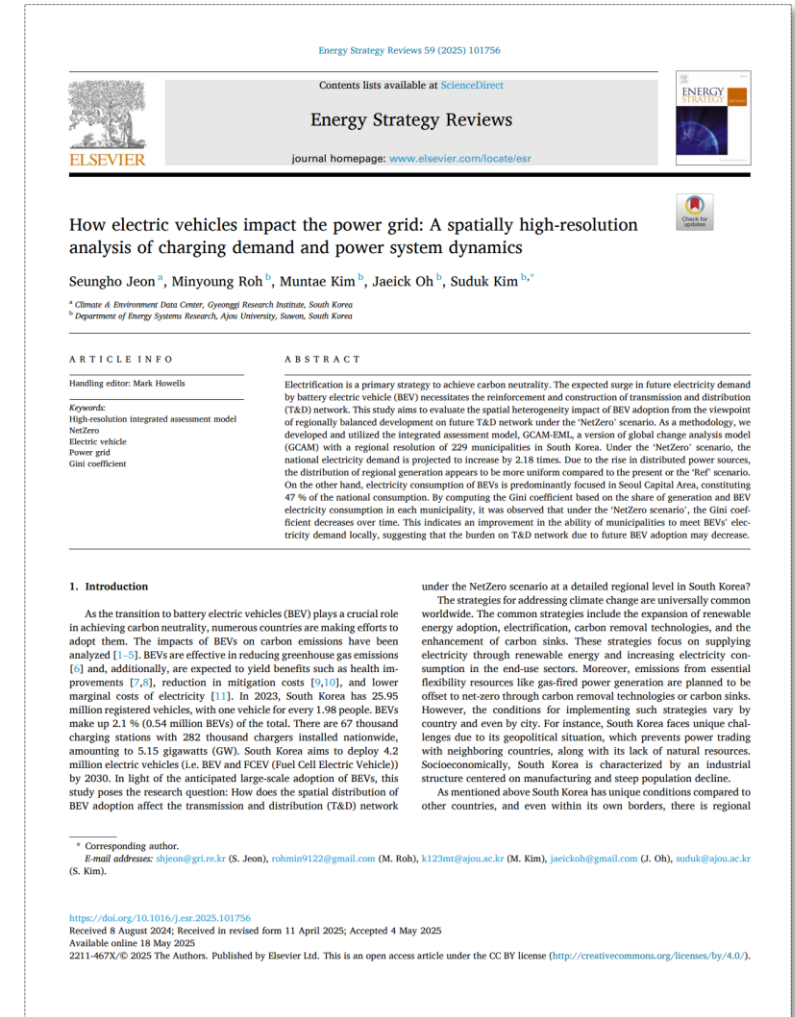 Energy Strategy Reviews 59 (2025) 101756
Contents lists available at ScienceDirect
Energy Strategy Reviews
journal homepage: www.elsevier.com/locate/esr
ELSEVIER
ENERGY
STRATEGY
Check for
updates
How electric vehicles impact the power grid: A spatially high-resolution
analysis of charging demand and power system dynamics
Seungho Jeon a, Minyoung Roh b, Muntae Kim b, Jaeick Oh b, Suduk Kim b,*
a Climate & Environment Data Center, Gyeonggi Research Institute, South Korea
b Department of Energy Systems Research, Ajou University, Suwon, South Korea
ARTICLE INFO
Handling editor: Mark Howells
Keywords:
High-resolution integrated assessment model
NetZero
Electric vehicle
Power grid
Gini coefficient
ABSTRACT
Electrification is a primary strategy to achieve carbon neutrality. The expected surge in future electricity demand
by battery electric vehicle (BEV) necessitates the reinforcement and construction of transmission and distribution
(T&D) network. This study aims to evaluate the spatial heterogeneity impact of BEV adoption from the viewpoint
of regionally balanced development on future T&D network under the 'NetZero' scenario. As a methodology, we
developed and utilized the integrated assessment model, GCAM-EML, a version of global change analysis model
(GCAM) with a regional resolution of 229 municipalities in South Korea. Under the 'NetZero' scenario, the
national electricity demand is projected to increase by 2.18 times. Due to the rise in distributed power sources,
the distribution of regional generation appears to be more uniform compared to the present or the 'Ref' scenario.
On the other hand, electricity consumption of BEVs is predominantly focused in Seoul Capital Area, constituting
47 % of the national consumption. By computing the Gini coefficient based on the share of generation and BEV
electricity consumption in each municipality, it was observed that under the 'NetZero scenario', the Gini coef-
ficient decreases over time. This indicates an improvement in the ability of municipalities to meet BEVs' elec-
tricity demand locally, suggesting that the burden on T&D network due to future BEV adoption may decrease.
1. Introduction
As the transition to battery electric vehicles (BEV) plays a crucial role
in achieving carbon neutrality, numerous countries are making efforts to
adopt them. The impacts of BEVs on carbon emissions have been
analyzed [1–5]. BEVs are effective in reducing greenhouse gas emissions
[6] and, additionally, are expected to yield benefits such as health im-
provements [7,8], reduction in mitigation costs [9,10], and lower
marginal costs of electricity [11]. In 2023, South Korea has 25.95
million registered vehicles, with one vehicle for every 1.98 people. BEVs
make up 2.1 % (0.54 million BEVs) of the total. There are 67 thousand
charging stations with 282 thousand chargers installed nationwide,
amounting to 5.15 gigawatts (GW). South Korea aims to deploy 4.2
million electric vehicles (i.e. BEV and FCEV (Fuel Cell Electric Vehicle))
by 2030. In light of the anticipated large-scale adoption of BEVs, this
study poses the research question: How does the spatial distribution of
BEV adoption affect the transmission and distribution (T&D) network
under the NetZero scenario at a detailed regional level in South Korea?
The strategies for addressing climate change are universally common
worldwide. The common strategies include the expansion of renewable
energy adoption, electrification, carbon removal technologies, and the
enhancement of carbon sinks. These strategies focus on supplying
electricity through renewable energy and increasing electricity con-
sumption in the end-use sectors. Moreover, emissions from essential
flexibility resources like gas-fired power generation are planned to be
offset to net-zero through carbon removal technologies or carbon sinks.
However, the conditions for implementing such strategies vary by
country and even by city. For instance, South Korea faces unique chal-
lenges due to its geopolitical situation, which prevents power trading
with neighboring countries, along with its lack of natural resources.
Socioeconomically, South Korea is characterized by an industrial
structure centered on manufacturing and steep population decline.
As mentioned above South Korea has unique conditions compared to
other countries, and even within its own borders, there is regional
* Corresponding author.
E-mail addresses: shjeon@gri.re.kr (S. Jeon), rohmin9122@gmail.com (M. Roh), k123mt@ajou.ac.kr (M. Kim), jaeickoh@gmail.com (J. Oh), suduk@ajou.ac.kr
(S. Kim).
https://doi.org/10.1016/j.esr.2025.101756
Received 8 August 2024; Received in revised form 11 April 2025; Accepted 4 May 2025
Available online 18 May 2025
2211-467X/© 2025 The Authors. Published by Elsevier Ltd. This is an open access article under the CC BY license (http://creativecommons.org/licenses/by/4.0/).